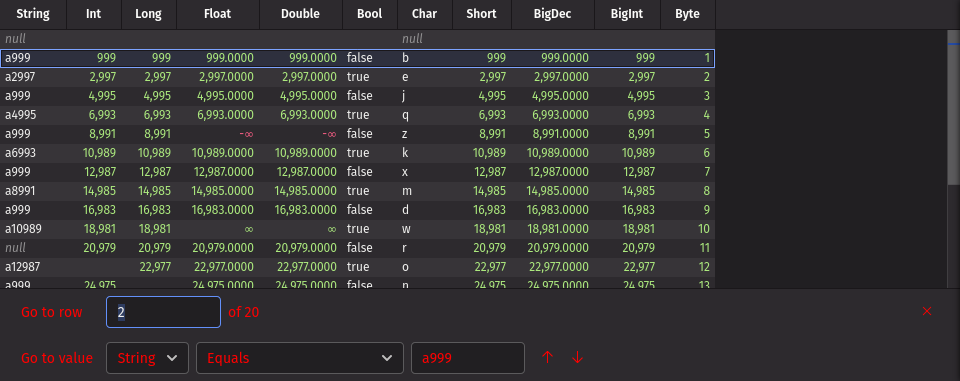 String Int Long Float Double Bool Char Short BigDec BigInt Byte
null null
a999 999 999 999.0000 999.0000 false b 999 999.0000 999 1
a2997 2,997 2,997 2,997.0000 2,997.0000 true e 2,997 2,997.0000 2,997 2
a999 4,995 4,995 4,995.0000 4,995.0000 false j 4,995 4,995.0000 4,995 3
a4995 6,993 6,993 6,993.0000 6,993.0000 true q 6,993 6,993.0000 6,993 4
a999 8,991 8,991 -∞ -∞ false z 8,991 8,991.0000 8,991 5
a6993 10,989 10,989 10,989.0000 10,989.0000 true k 10,989 10,989.0000 10,989 6
a999 12,987 12,987 12,987.0000 12,987.0000 false x 12,987 12,987.0000 12,987 7
a8991 14,985 14,985 14,985.0000 14,985.0000 true m 14,985 14,985.0000 14,985 8
a999 16,983 16,983 16,983.0000 16,983.0000 false d 16,983 16,983.0000 16,983 9
a10989 18,981 18,981 ∞ ∞ true w 18,981 18,981.0000 18,981 10
null 20,979 20,979 20,979.0000 20,979.0000 false r 20,979 20,979.0000 20,979 11
a12987 22,977 22,977.0000 22,977.0000 true o 22,977 22,977.0000 22,977 12
a999 24,975 24,975.0000 24,975.0000 false n 24,975 24,975.0000 24,975 13
Go to row 2 of 20
Go to value String Equals a999